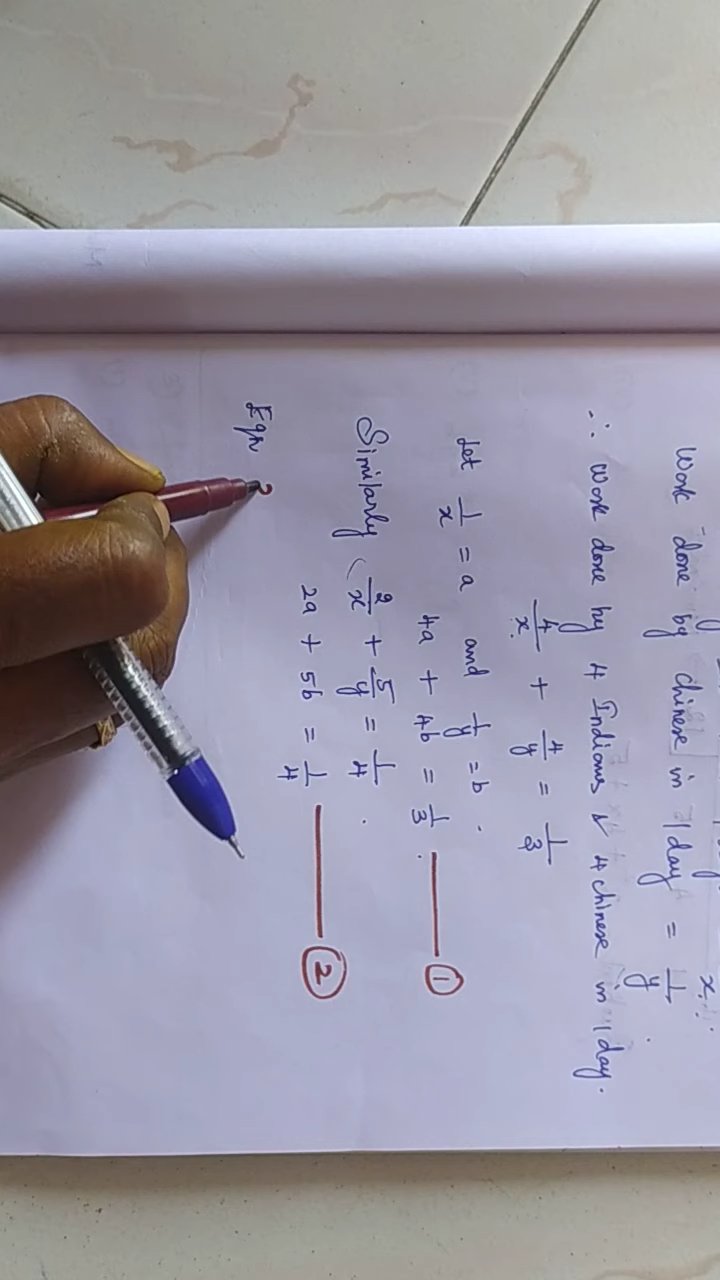 x
Work done by chinese in 1 day = 1/y.
∴ Work done by 4 Indians & 4 chinese in 1 day.
4/x + 4/y = 1/3
Let 1/x = a and 1/y = b.
4a + 4b = 1/3. ——— ①
Similarly, 2/x + 5/y = 1/4.
2a + 5b = 1/4 ——— ②
Eqn